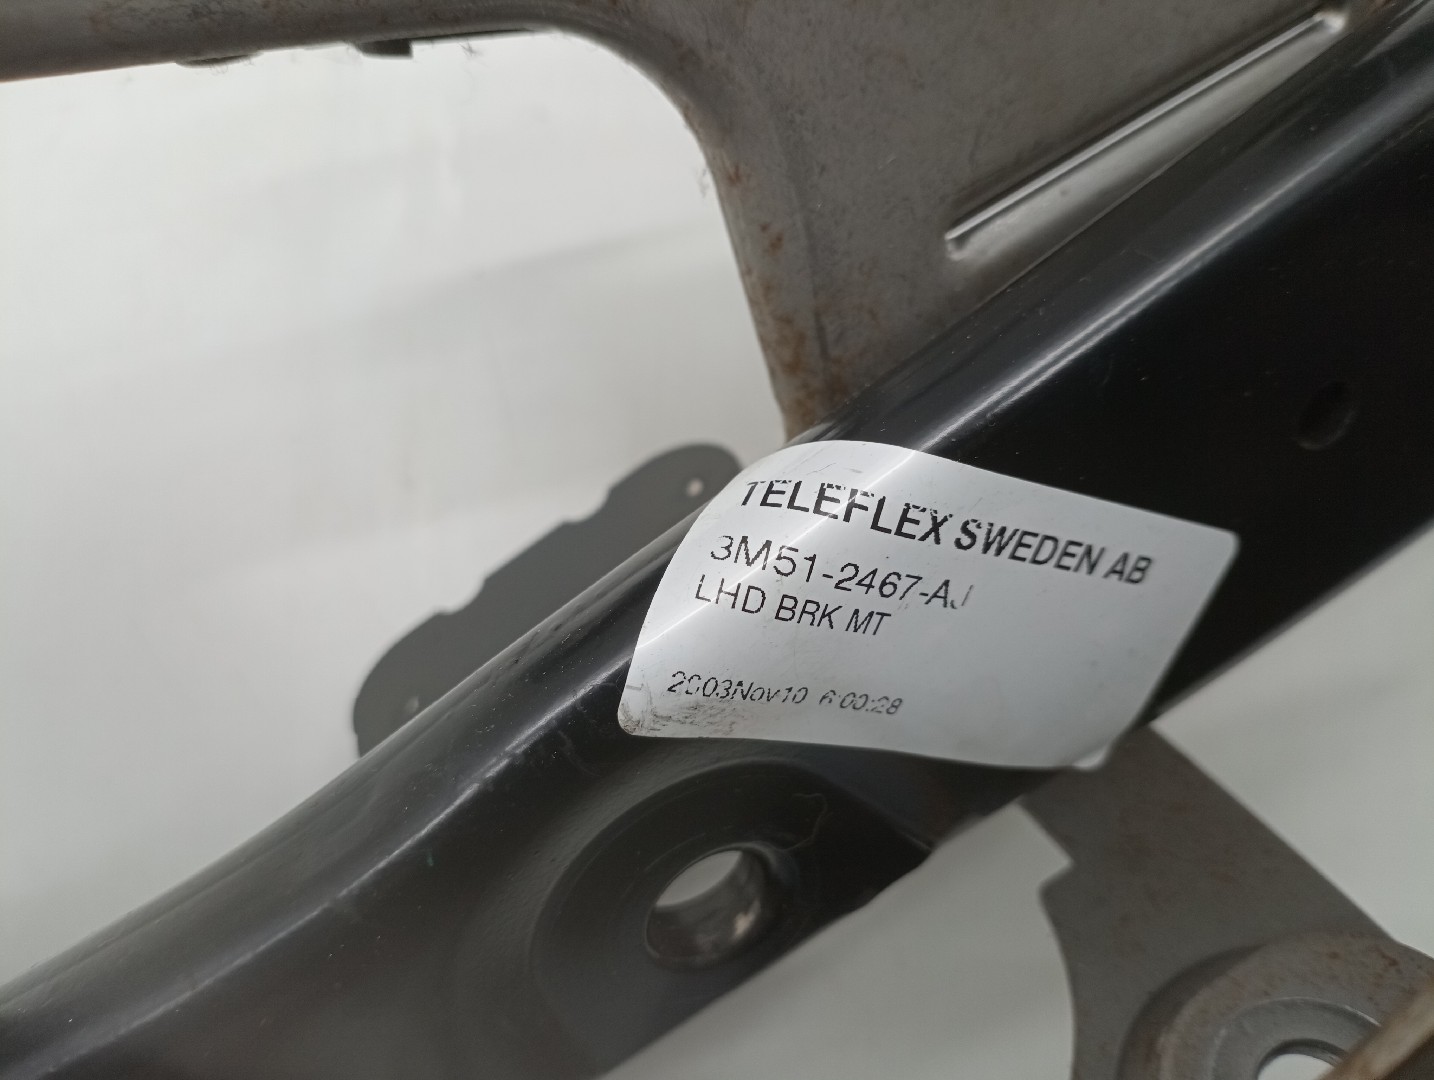 TELEFLEX SWEDEN AB
3M51-2467-AJ
LHD BRK MT
2003Nov10 6:00:28